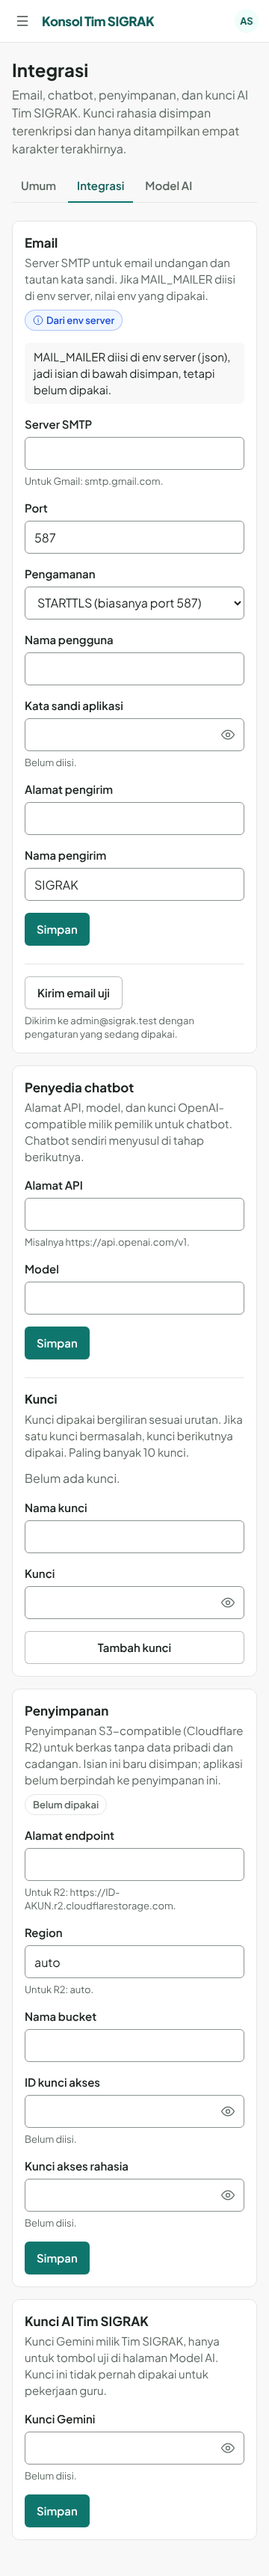 Konsol Tim SIGRAK
AS
Integrasi
Email, chatbot, penyimpanan, dan kunci AI
Tim SIGRAK. Kunci rahasia disimpan
terenkripsi dan hanya ditampilkan empat
karakter terakhirnya.
Umum
Integrasi
Model AI
Email
Server SMTP untuk email undangan dan
tautan kata sandi. Jika MAIL_MAILER diisi
di env server, nilai env yang dipakai.
Dari env server
MAIL_MAILER diisi di env server (json),
jadi isian di bawah disimpan, tetapi
belum dipakai.
Server SMTP
Untuk Gmail: smtp.gmail.com.
Port
587
Pengamanan
STARTTLS (biasanya port 587)
Nama pengguna
Kata sandi aplikasi
Belum diisi.
Alamat pengirim
Nama pengirim
SIGRAK
Simpan
Kirim email uji
Dikirim ke admin@sigrak.test dengan
pengaturan yang sedang dipakai.
Penyedia chatbot
Alamat API, model, dan kunci OpenAI-
compatible milik pemilik untuk chatbot.
Chatbot sendiri menyusul di tahap
berikutnya.
Alamat API
Misalnya https://api.openai.com/v1.
Model
Simpan
Kunci
Kunci dipakai bergiliran sesuai urutan. Jika
satu kunci bermasalah, kunci berikutnya
dipakai. Paling banyak 10 kunci.
Belum ada kunci.
Nama kunci
Kunci
Tambah kunci
Penyimpanan
Penyimpanan S3-compatible (Cloudflare
R2) untuk berkas tanpa data pribadi dan
cadangan. Isian ini baru disimpan; aplikasi
belum berpindah ke penyimpanan ini.
Belum dipakai
Alamat endpoint
Untuk R2: https://ID-
AKUN.r2.cloudflarestorage.com.
Region
auto
Untuk R2: auto.
Nama bucket
ID kunci akses
Belum diisi.
Kunci akses rahasia
Belum diisi.
Simpan
Kunci AI Tim SIGRAK
Kunci Gemini milik Tim SIGRAK, hanya
untuk tombol uji di halaman Model AI.
Kunci ini tidak pernah dipakai untuk
pekerjaan guru.
Kunci Gemini
Belum diisi.
Simpan